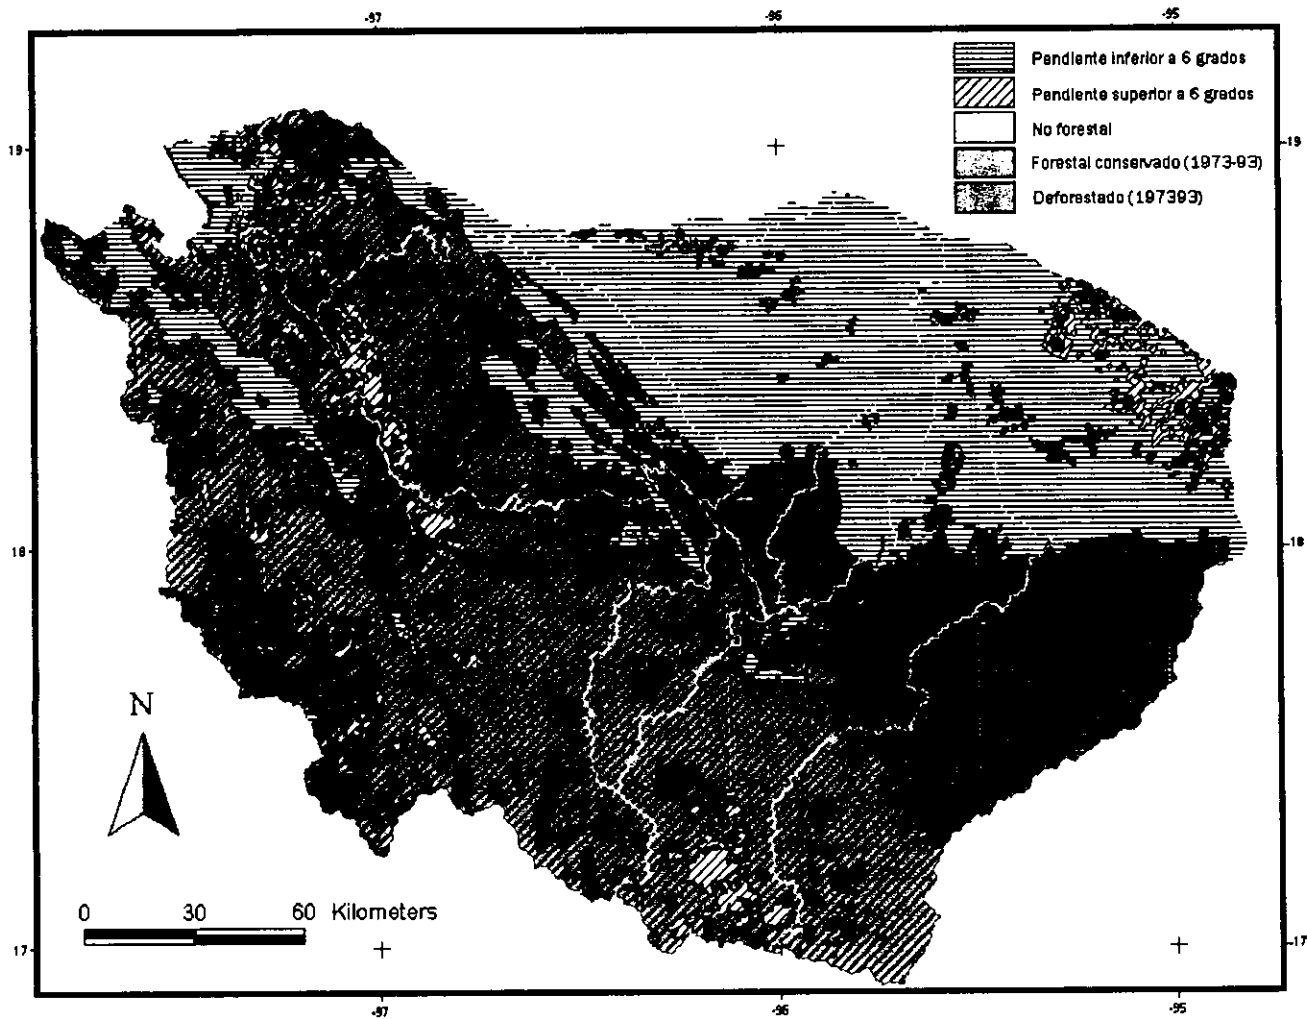 -97 -96 -95
Pendiente inferior a 6 grados
Pendiente superior a 6 grados
No forestal
Forestal conservado (1973-93)
Deforestado (197393)
19 19
18 18
N
0 30 60 Kilometers
17 17
-97 -96 -95